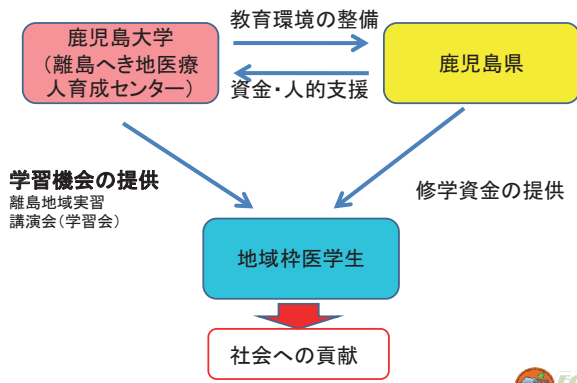 教育環境の整備
鹿児島大学
(離島へき地医療
人育成センター)
鹿児島県
資金・人的支援
学習機会の提供
離島地域実習
講演会(学習会)
修学資金の提供
地域枠医学生
社会への貢献